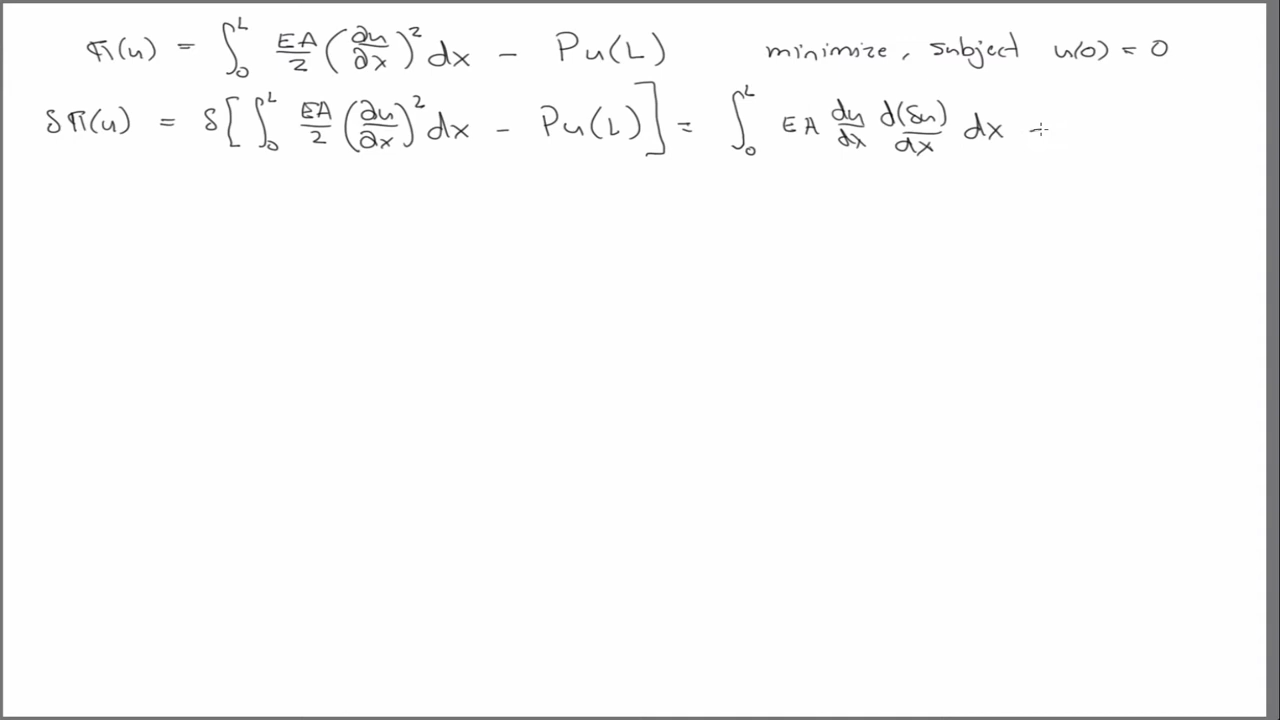 π(u) = ∫₀ᴸ EA/2 (∂u/∂x)² dx − Pu(L) minimize, subject u(0) = 0
δπ(u) = δ[∫₀ᴸ EA/2 (∂u/∂x)² dx − Pu(L)] = ∫₀ᴸ EA du/dx d(δu)/dx dx −